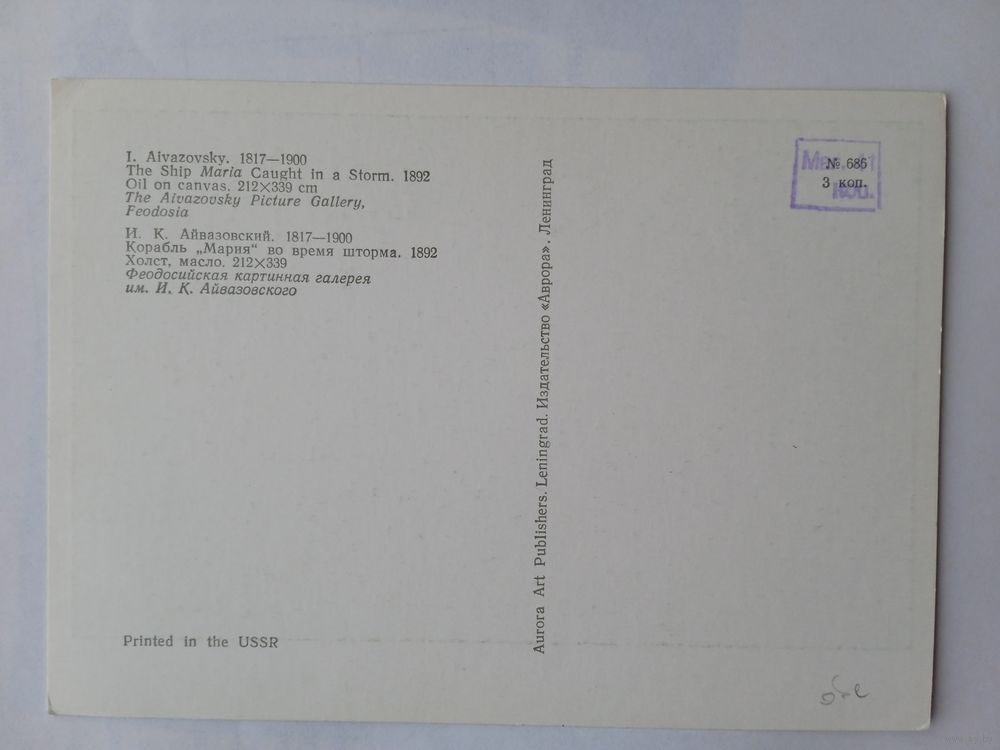 I. Aivazovsky. 1817—1900
The Ship Maria Caught in a Storm. 1892
Oil on canvas. 212×339 cm
The Aivazovsky Picture Gallery,
Feodosia
И. К. Айвазовский. 1817—1900
Корабль „Мария“ во время шторма. 1892
Холст, масло. 212×339
Феодосийская картинная галерея
им. И. К. Айвазовского
Printed in the USSR
Aurora Art Publishers. Leningrad. Издательство «Аврора». Ленинград
№ 686
3 коп.